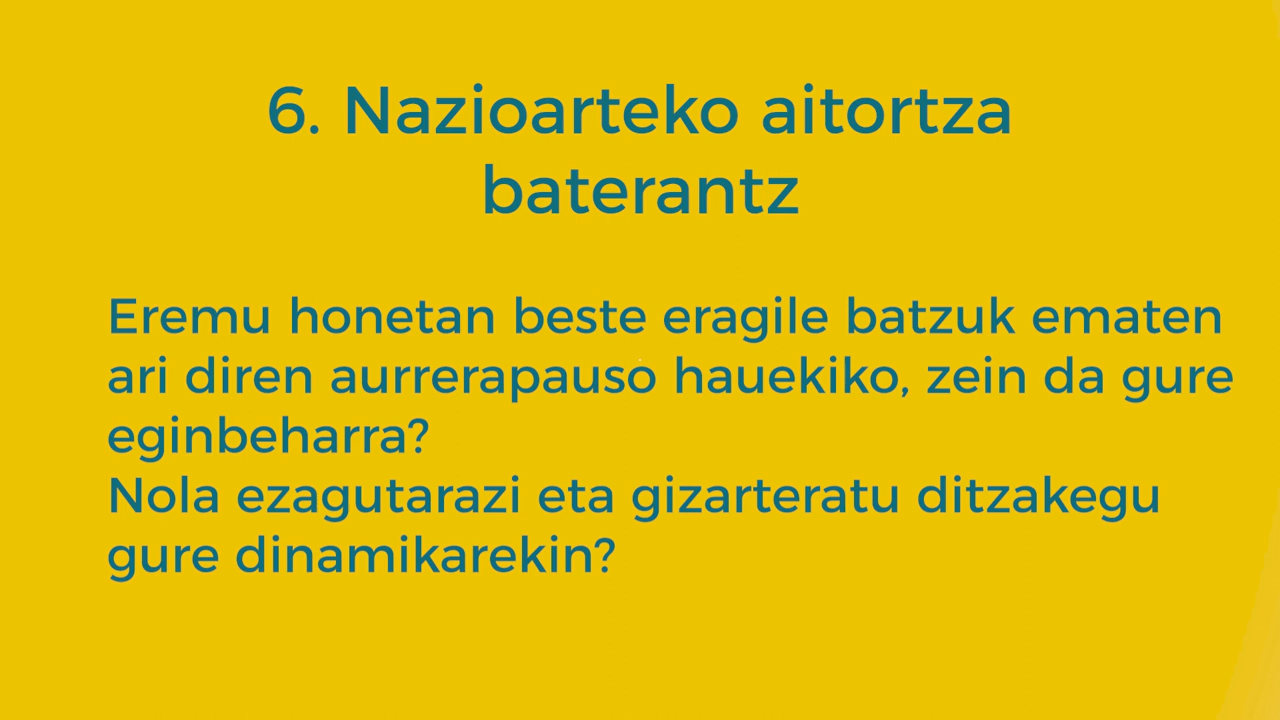 6. Nazioarteko aitortza
baterantz
Eremu honetan beste eragile batzuk ematen
ari diren aurrerapauso hauekiko, zein da gure
eginbeharra?
Nola ezagutarazi eta gizarteratu ditzakegu
gure dinamikarekin?